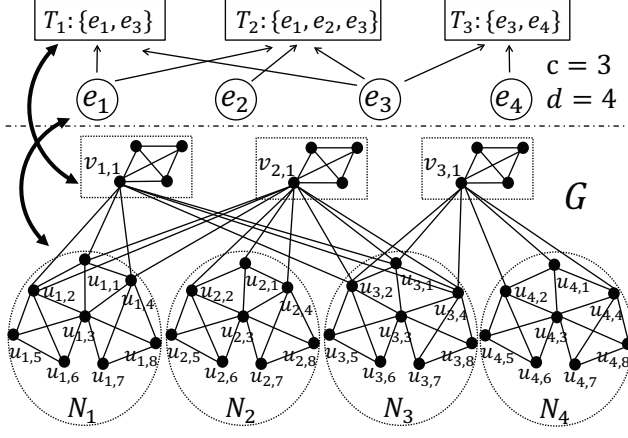 T₁: {e₁, e₃} T₂: {e₁, e₂, e₃} T₃: {e₃, e₄}
e₁ e₂ e₃ e₄ c = 3
d = 4
v₁,₁ v₂,₁ v₃,₁
G
u₁,₁ u₁,₂ u₁,₃ u₁,₄ u₁,₅ u₁,₆ u₁,₇ u₁,₈
u₂,₁ u₂,₂ u₂,₃ u₂,₄ u₂,₅ u₂,₆ u₂,₇ u₂,₈
u₃,₁ u₃,₂ u₃,₃ u₃,₄ u₃,₅ u₃,₆ u₃,₇ u₃,₈
u₄,₁ u₄,₂ u₄,₃ u₄,₄ u₄,₅ u₄,₆ u₄,₇ u₄,₈
N₁ N₂ N₃ N₄